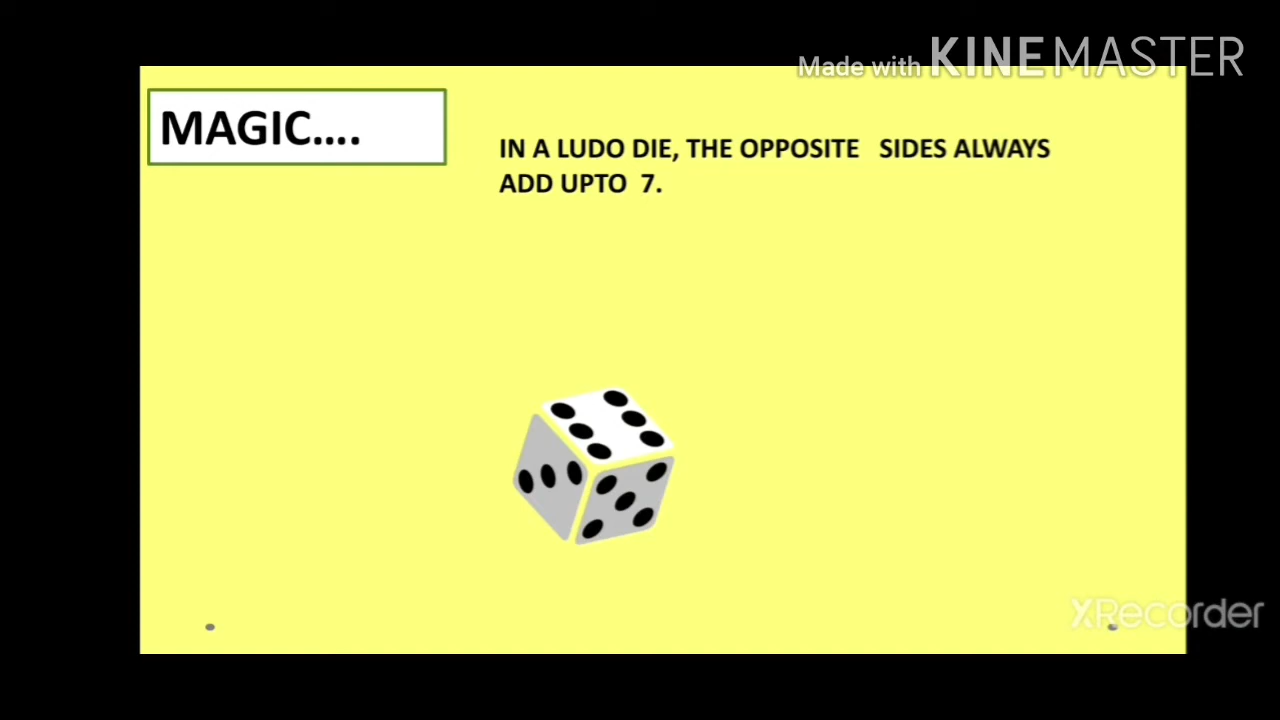 Made with KINEMASTER
MAGIC....
IN A LUDO DIE, THE OPPOSITE SIDES ALWAYS
ADD UPTO 7.
XRecorder